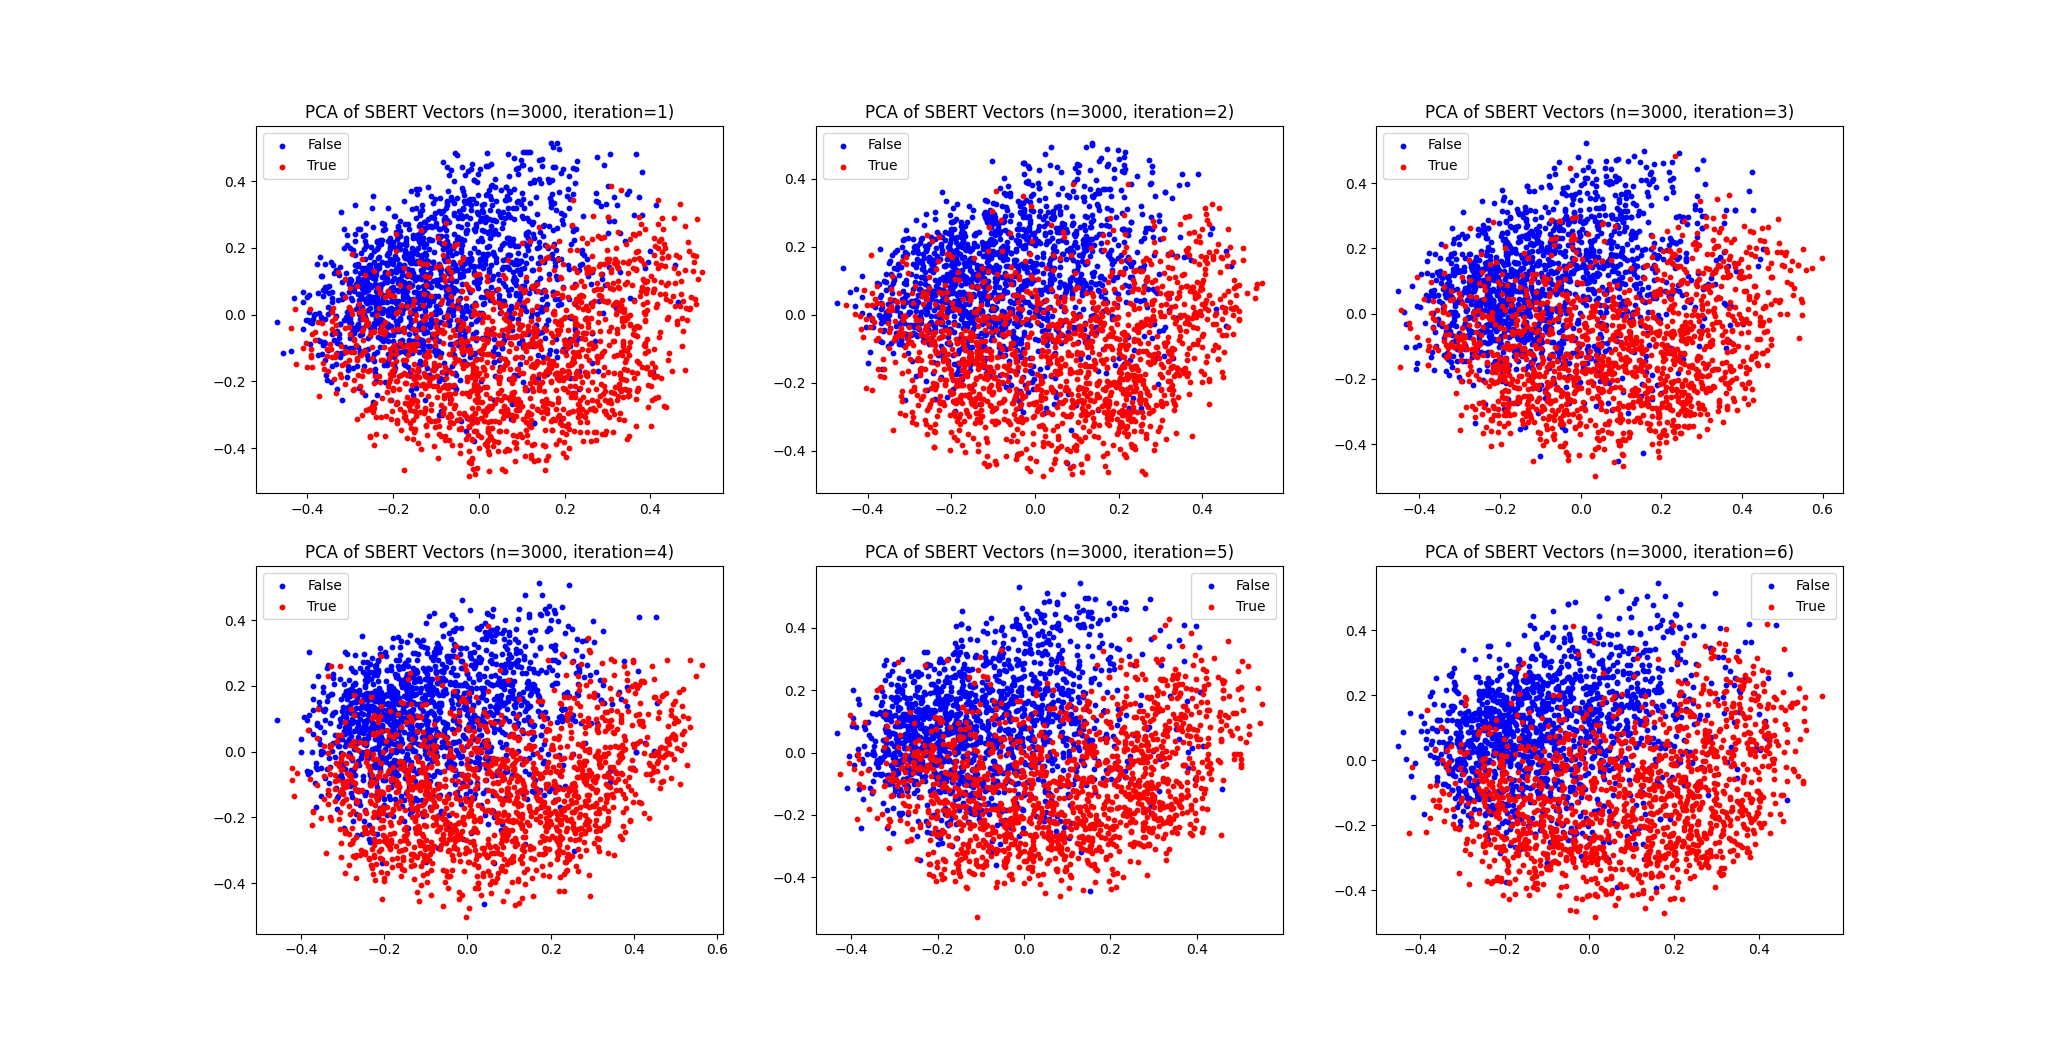 PCA of SBERT Vectors (n=3000, iteration=1)
False
True
0.4
0.2
0.0
−0.2
−0.4
−0.4 −0.2 0.0 0.2 0.4
PCA of SBERT Vectors (n=3000, iteration=2)
False
True
0.4
0.2
0.0
−0.2
−0.4
−0.4 −0.2 0.0 0.2 0.4
PCA of SBERT Vectors (n=3000, iteration=3)
False
True
0.4
0.2
0.0
−0.2
−0.4
−0.4 −0.2 0.0 0.2 0.4 0.6
PCA of SBERT Vectors (n=3000, iteration=4)
False
True
0.4
0.2
0.0
−0.2
−0.4
−0.4 −0.2 0.0 0.2 0.4 0.6
PCA of SBERT Vectors (n=3000, iteration=5)
False
True
0.4
0.2
0.0
−0.2
−0.4
−0.4 −0.2 0.0 0.2 0.4
PCA of SBERT Vectors (n=3000, iteration=6)
False
True
0.4
0.2
0.0
−0.2
−0.4
−0.4 −0.2 0.0 0.2 0.4